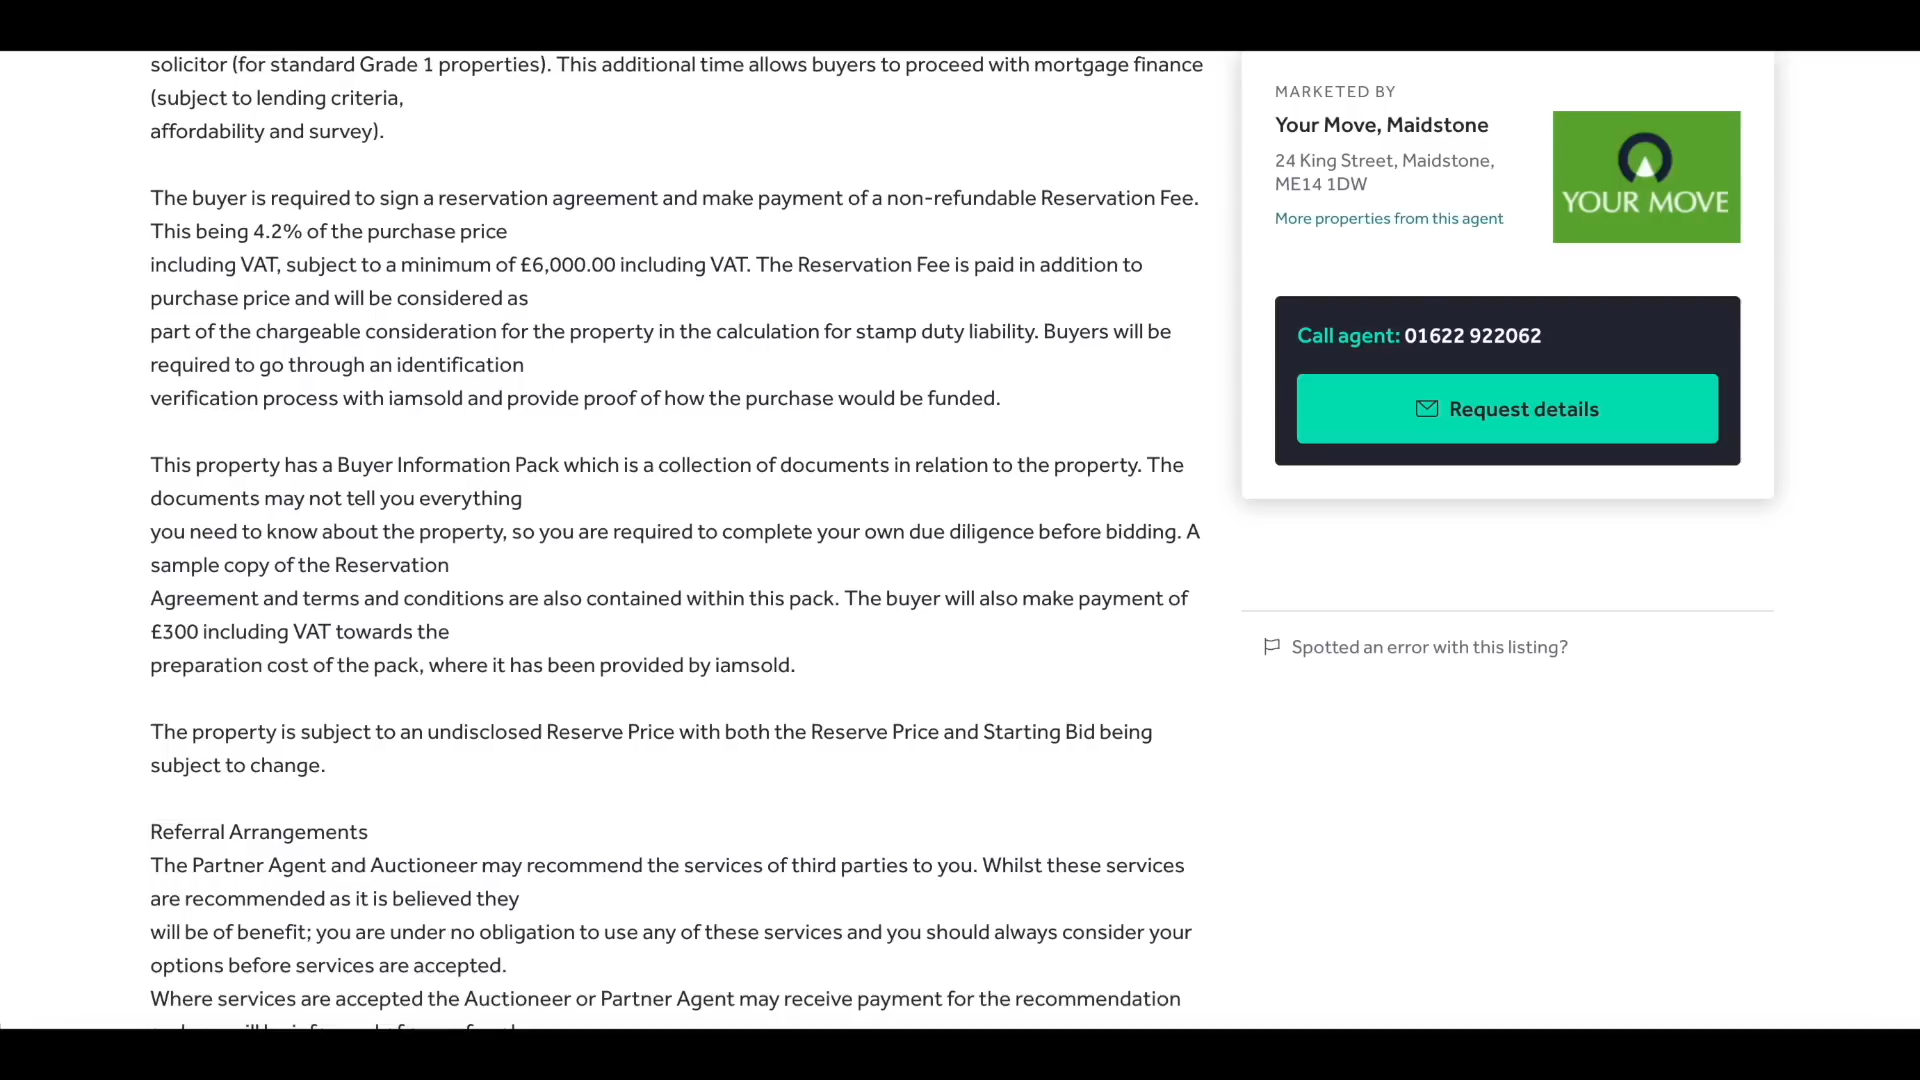 solicitor (for standard Grade 1 properties). This additional time allows buyers to proceed with mortgage finance
(subject to lending criteria,
affordability and survey).
The buyer is required to sign a reservation agreement and make payment of a non-refundable Reservation Fee.
This being 4.2% of the purchase price
including VAT, subject to a minimum of £6,000.00 including VAT. The Reservation Fee is paid in addition to
purchase price and will be considered as
part of the chargeable consideration for the property in the calculation for stamp duty liability. Buyers will be
required to go through an identification
verification process with iamsold and provide proof of how the purchase would be funded.
This property has a Buyer Information Pack which is a collection of documents in relation to the property. The
documents may not tell you everything
you need to know about the property, so you are required to complete your own due diligence before bidding. A
sample copy of the Reservation
Agreement and terms and conditions are also contained within this pack. The buyer will also make payment of
£300 including VAT towards the
preparation cost of the pack, where it has been provided by iamsold.
The property is subject to an undisclosed Reserve Price with both the Reserve Price and Starting Bid being
subject to change.
Referral Arrangements
The Partner Agent and Auctioneer may recommend the services of third parties to you. Whilst these services
are recommended as it is believed they
will be of benefit; you are under no obligation to use any of these services and you should always consider your
options before services are accepted.
Where services are accepted the Auctioneer or Partner Agent may receive payment for the recommendation
MARKETED BY
Your Move, Maidstone
24 King Street, Maidstone,
ME14 1DW
More properties from this agent
YOUR MOVE
Call agent: 01622 922062
Request details
Spotted an error with this listing?